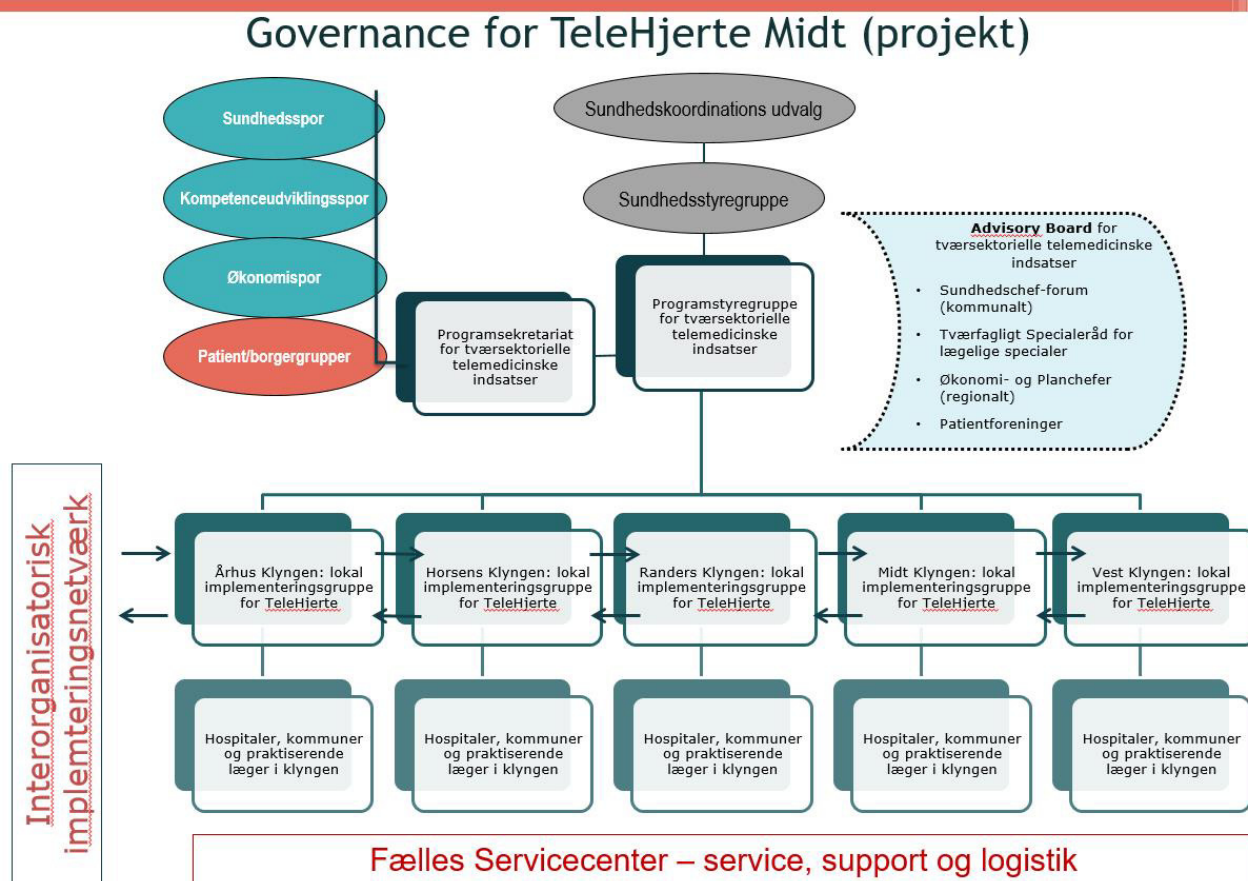 Governance for TeleHjerte Midt (projekt)
Sundhedsspor
Kompetenceudviklingsspor
Økonomispor
Patient/borgergrupper
Sundhedskoordinations udvalg
Sundhedsstyregruppe
Programsekretariat
for tværsektorielle
telemedicinske
indsatser
Programstyregruppe
for tværsektorielle
telemedicinske
indsatser
Advisory Board for
tværsektorielle telemedicinske
indsatser
• Sundhedschef-forum
(kommunalt)
• Tværfagligt Specialeråd for
lægelige specialer
• Økonomi- og Planchefer
(regionalt)
• Patientforeninger
Interorganisatorisk
implemteringsnetværk
Århus Klyngen: lokal
implementeringsgruppe
for TeleHjerte
Horsens Klyngen: lokal
implementeringsgruppe
for TeleHjerte
Randers Klyngen: lokal
implementeringsgruppe
for TeleHjerte
Midt Klyngen: lokal
implementeringsgruppe
for TeleHjerte
Vest Klyngen: lokal
implementeringsgruppe
for TeleHjerte
Hospitaler, kommuner
og praktiserende
læger i klyngen
Hospitaler, kommuner
og praktiserende
læger i klyngen
Hospitaler, kommuner
og praktiserende
læger i klyngen
Hospitaler, kommuner
og praktiserende
læger i klyngen
Hospitaler, kommuner
og praktiserende
læger i klyngen
Fælles Servicecenter – service, support og logistik